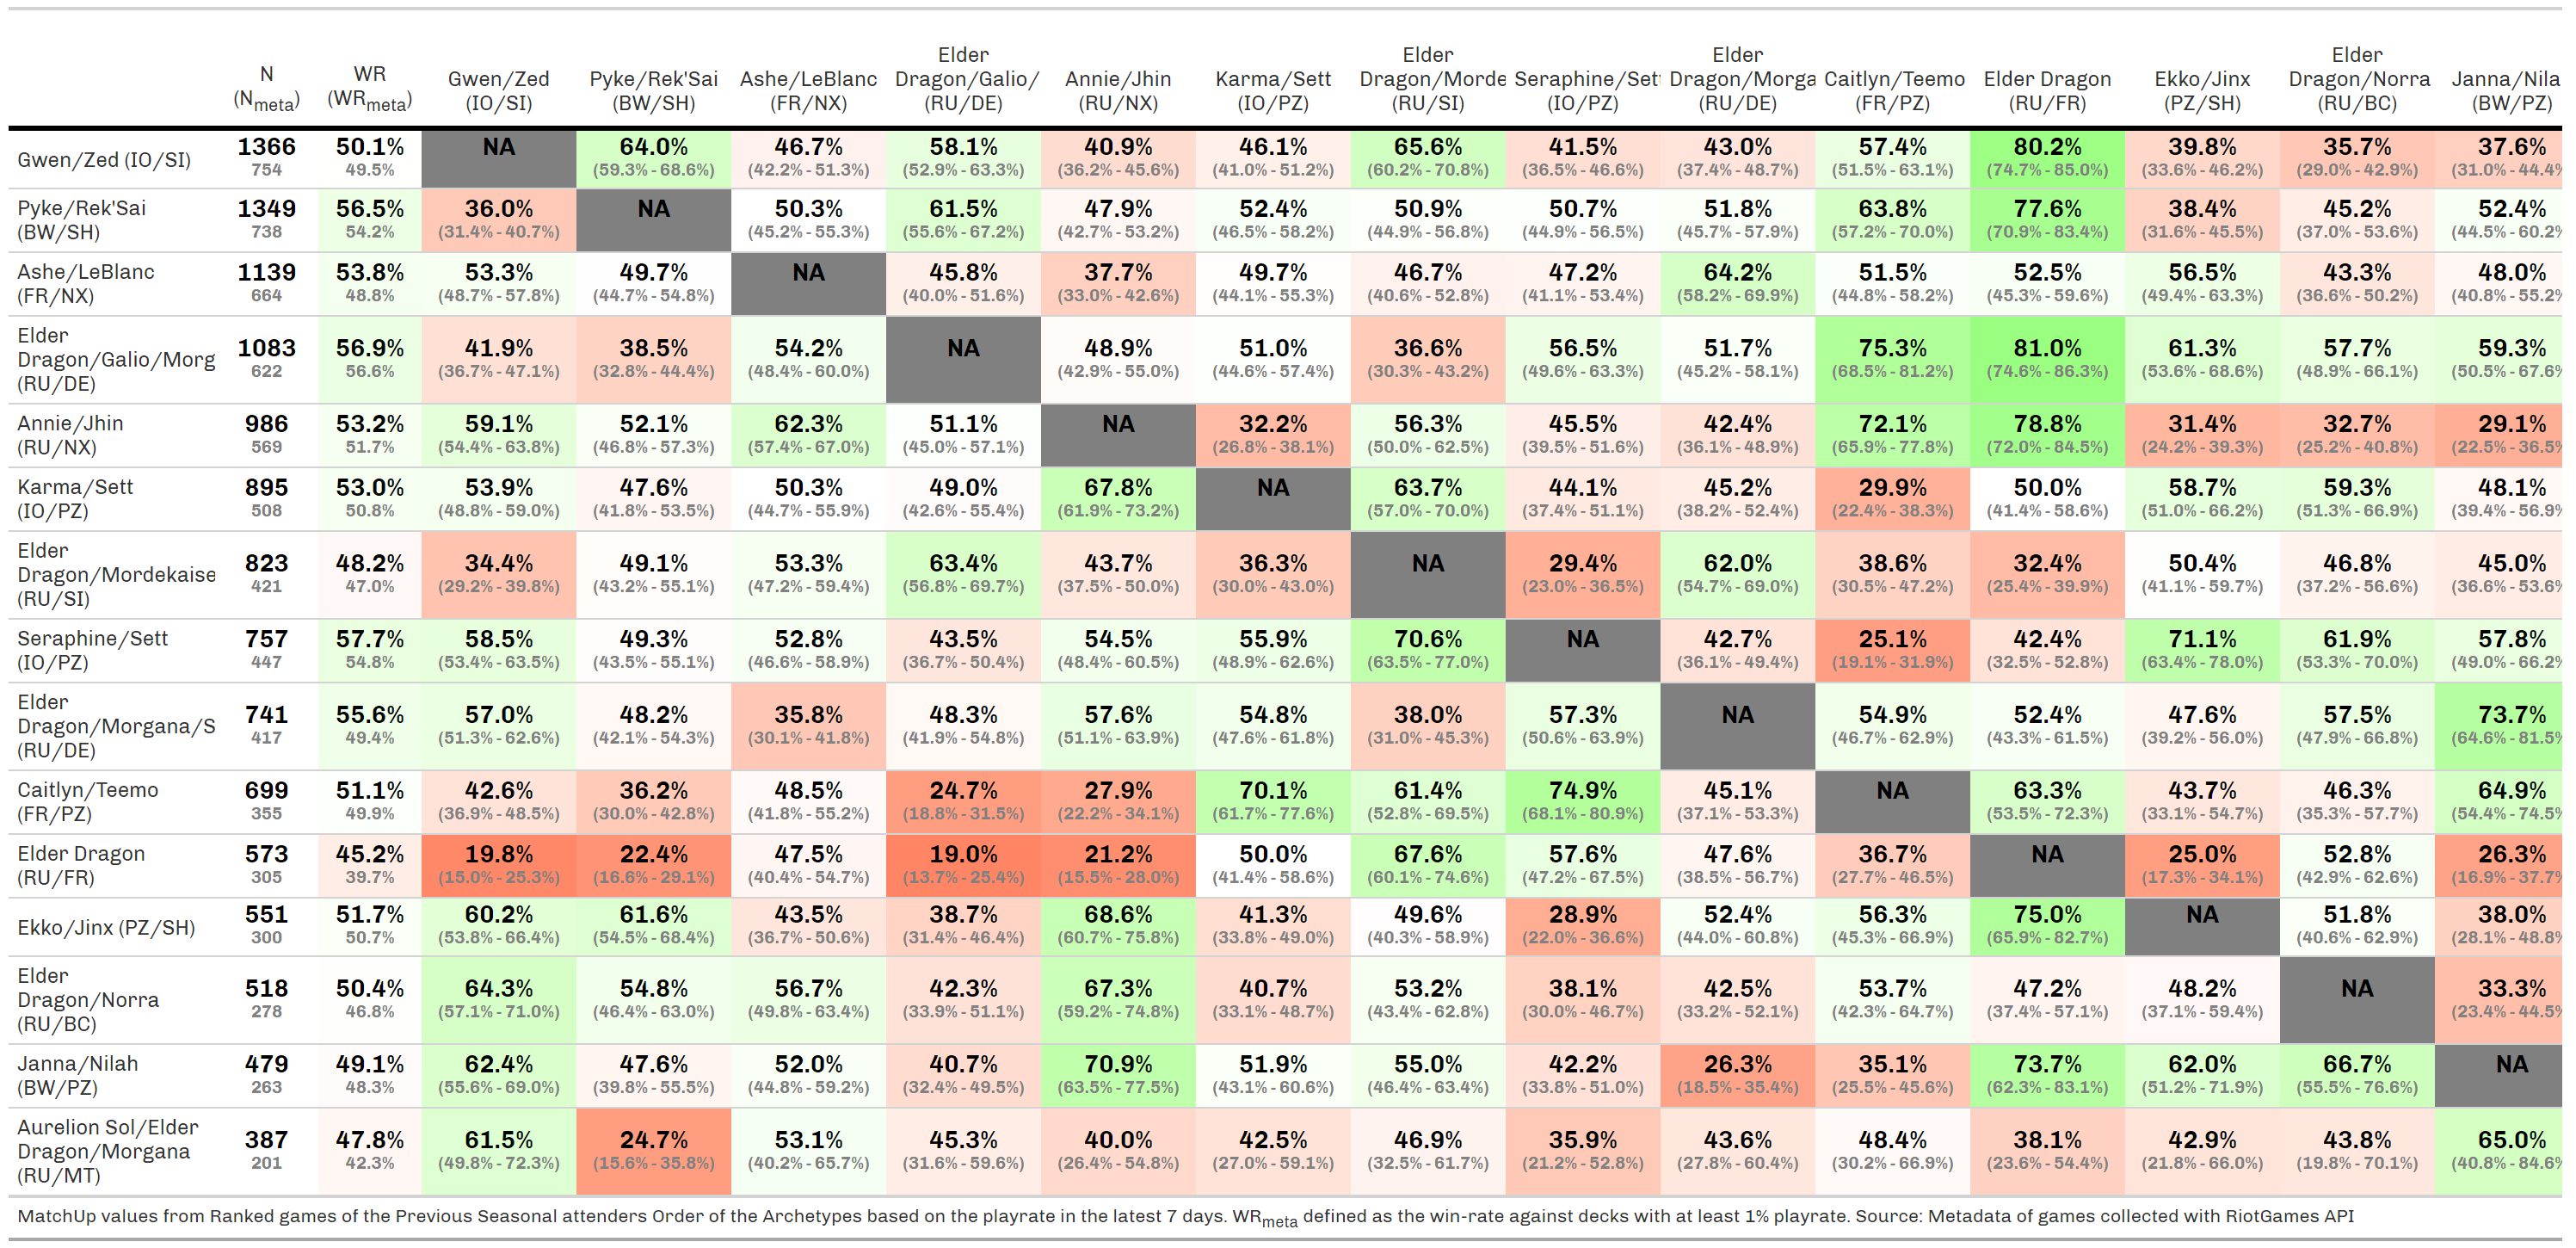 N (Nmeta) WR (WRmeta) Gwen/Zed (IO/SI) Pyke/Rek'Sai (BW/SH) Ashe/LeBlanc (FR/NX) Elder Dragon/Galio/ (RU/DE) Annie/Jhin (RU/NX) Karma/Sett (IO/PZ) Elder Dragon/Morde (RU/SI) Seraphine/Set (IO/PZ) Elder Dragon/Morga (RU/DE) Caitlyn/Teemo (FR/PZ) Elder Dragon (RU/FR) Ekko/Jinx (PZ/SH) Elder Dragon/Norra (RU/BC) Janna/Nila (BW/PZ)
Gwen/Zed (IO/SI) 1366 50.1% NA 64.0% 46.7% 58.1% 40.9% 46.1% 65.6% 41.5% 43.0% 57.4% 80.2% 39.8% 35.7% 37.6%
754 49.5% (59.3% - 68.6%) (42.2% - 51.3%) (52.9% - 63.3%) (36.2% - 45.6%) (41.0% - 51.2%) (60.2% - 70.8%) (36.5% - 46.6%) (37.4% - 48.7%) (51.5% - 63.1%) (74.7% - 85.0%) (33.6% - 46.2%) (29.0% - 42.9%) (31.0% - 44.4%
Pyke/Rek'Sai 1349 56.5% 36.0% NA 50.3% 61.5% 47.9% 52.4% 50.9% 50.7% 51.8% 63.8% 77.6% 38.4% 45.2% 52.4%
(BW/SH) 738 54.2% (31.4% - 40.7%) (45.2% - 55.3%) (55.6% - 67.2%) (42.7% - 53.2%) (46.5% - 58.2%) (44.9% - 56.8%) (44.9% - 56.5%) (45.7% - 57.9%) (57.2% - 70.0%) (70.9% - 83.4%) (31.6% - 45.5%) (37.0% - 53.6%) (44.5% - 60.2%
Ashe/LeBlanc 1139 53.8% 53.3% 49.7% NA 45.8% 37.7% 49.7% 46.7% 47.2% 64.2% 51.5% 52.5% 56.5% 43.3% 48.0%
(FR/NX) 664 48.8% (48.7% - 57.8%) (44.7% - 54.8%) (40.0% - 51.6%) (33.0% - 42.6%) (44.1% - 55.3%) (40.6% - 52.8%) (41.1% - 53.4%) (58.2% - 69.9%) (44.8% - 58.2%) (45.3% - 59.6%) (49.4% - 63.3%) (36.6% - 50.2%) (40.8% - 55.2%
Elder
Dragon/Galio/Morg 1083 56.9% 41.9% 38.5% 54.2% NA 48.9% 51.0% 36.6% 56.5% 51.7% 75.3% 81.0% 61.3% 57.7% 59.3%
(RU/DE) 622 56.6% (36.7% - 47.1%) (32.8% - 44.4%) (48.4% - 60.0%) (42.9% - 55.0%) (44.6% - 57.4%) (30.3% - 43.2%) (49.6% - 63.3%) (45.2% - 58.1%) (68.5% - 81.2%) (74.6% - 86.3%) (53.6% - 68.6%) (48.9% - 66.1%) (50.5% - 67.6%
Annie/Jhin 986 53.2% 59.1% 52.1% 62.3% 51.1% NA 32.2% 56.3% 45.5% 42.4% 72.1% 78.8% 31.4% 32.7% 29.1%
(RU/NX) 569 51.7% (54.4% - 63.8%) (46.8% - 57.3%) (57.4% - 67.0%) (45.0% - 57.1%) (26.8% - 38.1%) (50.0% - 62.5%) (39.5% - 51.6%) (36.1% - 48.9%) (65.9% - 77.8%) (72.0% - 84.5%) (24.2% - 39.3%) (25.2% - 40.8%) (22.5% - 36.5%
Karma/Sett 895 53.0% 53.9% 47.6% 50.3% 49.0% 67.8% NA 63.7% 44.1% 45.2% 29.9% 50.0% 58.7% 59.3% 48.1%
(IO/PZ) 508 50.8% (48.8% - 59.0%) (41.8% - 53.5%) (44.7% - 55.9%) (42.6% - 55.4%) (61.9% - 73.2%) (57.0% - 70.0%) (37.4% - 51.1%) (38.2% - 52.4%) (22.4% - 38.3%) (41.4% - 58.6%) (51.0% - 66.2%) (51.3% - 66.9%) (39.4% - 56.9%
Elder
Dragon/Mordekaise 823 48.2% 34.4% 49.1% 53.3% 63.4% 43.7% 36.3% NA 29.4% 62.0% 38.6% 32.4% 50.4% 46.8% 45.0%
(RU/SI) 421 47.0% (29.2% - 39.8%) (43.2% - 55.1%) (47.2% - 59.4%) (56.8% - 69.7%) (37.5% - 50.0%) (30.0% - 43.0%) (23.0% - 36.5%) (54.7% - 69.0%) (30.5% - 47.2%) (25.4% - 39.9%) (41.1% - 59.7%) (37.2% - 56.6%) (36.6% - 53.6%
Seraphine/Sett 757 57.7% 58.5% 49.3% 52.8% 43.5% 54.5% 55.9% 70.6% NA 42.7% 25.1% 42.4% 71.1% 61.9% 57.8%
(IO/PZ) 447 54.8% (53.4% - 63.5%) (43.5% - 55.1%) (46.6% - 58.9%) (36.7% - 50.4%) (48.4% - 60.5%) (48.9% - 62.6%) (63.5% - 77.0%) (36.1% - 49.4%) (19.1% - 31.9%) (32.5% - 52.8%) (63.4% - 78.0%) (53.3% - 70.0%) (49.0% - 66.2%
Elder
Dragon/Morgana/S 741 55.6% 57.0% 48.2% 35.8% 48.3% 57.6% 54.8% 38.0% 57.3% NA 54.9% 52.4% 47.6% 57.5% 73.7%
(RU/DE) 417 49.4% (51.3% - 62.6%) (42.1% - 54.3%) (30.1% - 41.8%) (41.9% - 54.8%) (51.1% - 63.9%) (47.6% - 61.8%) (31.0% - 45.3%) (50.6% - 63.9%) (46.7% - 62.9%) (43.3% - 61.5%) (39.2% - 56.0%) (47.9% - 66.8%) (64.6% - 81.5%
Caitlyn/Teemo 699 51.1% 42.6% 36.2% 48.5% 24.7% 27.9% 70.1% 61.4% 74.9% 45.1% NA 63.3% 43.7% 46.3% 64.9%
(FR/PZ) 355 49.9% (36.9% - 48.5%) (30.0% - 42.8%) (41.8% - 55.2%) (18.8% - 31.5%) (22.2% - 34.1%) (61.7% - 77.6%) (52.8% - 69.5%) (68.1% - 80.9%) (37.1% - 53.3%) (53.5% - 72.3%) (33.1% - 54.7%) (35.3% - 57.7%) (54.4% - 74.5%
Elder Dragon 573 45.2% 19.8% 22.4% 47.5% 19.0% 21.2% 50.0% 67.6% 57.6% 47.6% 36.7% NA 25.0% 52.8% 26.3%
(RU/FR) 305 39.7% (15.0% - 25.3%) (16.6% - 29.1%) (40.4% - 54.7%) (13.7% - 25.4%) (15.5% - 28.0%) (41.4% - 58.6%) (60.1% - 74.6%) (47.2% - 67.5%) (38.5% - 56.7%) (27.7% - 46.5%) (17.3% - 34.1%) (42.9% - 62.6%) (16.9% - 37.7%
Ekko/Jinx (PZ/SH) 551 51.7% 60.2% 61.6% 43.5% 38.7% 68.6% 41.3% 49.6% 28.9% 52.4% 56.3% 75.0% NA 51.8% 38.0%
300 50.7% (53.8% - 66.4%) (54.5% - 68.4%) (36.7% - 50.6%) (31.4% - 46.4%) (60.7% - 75.8%) (33.8% - 49.0%) (40.3% - 58.9%) (22.0% - 36.6%) (44.0% - 60.8%) (45.3% - 66.9%) (65.9% - 82.7%) (40.6% - 62.9%) (28.1% - 48.8%
Elder
Dragon/Norra 518 50.4% 64.3% 54.8% 56.7% 42.3% 67.3% 40.7% 53.2% 38.1% 42.5% 53.7% 47.2% 48.2% NA 33.3%
(RU/BC) 278 46.8% (57.1% - 71.0%) (46.4% - 63.0%) (49.8% - 63.4%) (33.9% - 51.1%) (59.2% - 74.8%) (33.1% - 48.7%) (43.4% - 62.8%) (30.0% - 46.7%) (33.2% - 52.1%) (42.3% - 64.7%) (37.4% - 57.1%) (37.1% - 59.4%) (23.4% - 44.5%
Janna/Nilah 479 49.1% 62.4% 47.6% 52.0% 40.7% 70.9% 51.9% 55.0% 42.2% 26.3% 35.1% 73.7% 62.0% 66.7% NA
(BW/PZ) 263 48.3% (55.6% - 69.0%) (39.8% - 55.5%) (44.8% - 59.2%) (32.4% - 49.5%) (63.5% - 77.5%) (43.1% - 60.6%) (46.4% - 63.4%) (33.8% - 51.0%) (18.5% - 35.4%) (25.5% - 45.6%) (62.3% - 83.1%) (51.2% - 71.9%) (55.5% - 76.6%)
Aurelion Sol/Elder
Dragon/Morgana 387 47.8% 61.5% 24.7% 53.1% 45.3% 40.0% 42.5% 46.9% 35.9% 43.6% 48.4% 38.1% 42.9% 43.8% 65.0%
(RU/MT) 201 42.3% (49.8% - 72.3%) (15.6% - 35.8%) (40.2% - 65.7%) (31.6% - 59.6%) (26.4% - 54.8%) (27.0% - 59.1%) (32.5% - 61.7%) (21.2% - 52.8%) (27.8% - 60.4%) (30.2% - 66.9%) (23.6% - 54.4%) (21.8% - 66.0%) (19.8% - 70.1%) (40.8% - 84.6%
MatchUp values from Ranked games of the Previous Seasonal attenders Order of the Archetypes based on the playrate in the latest 7 days. WRmeta defined as the win-rate against decks with at least 1% playrate. Source: Metadata of games collected with RiotGames API